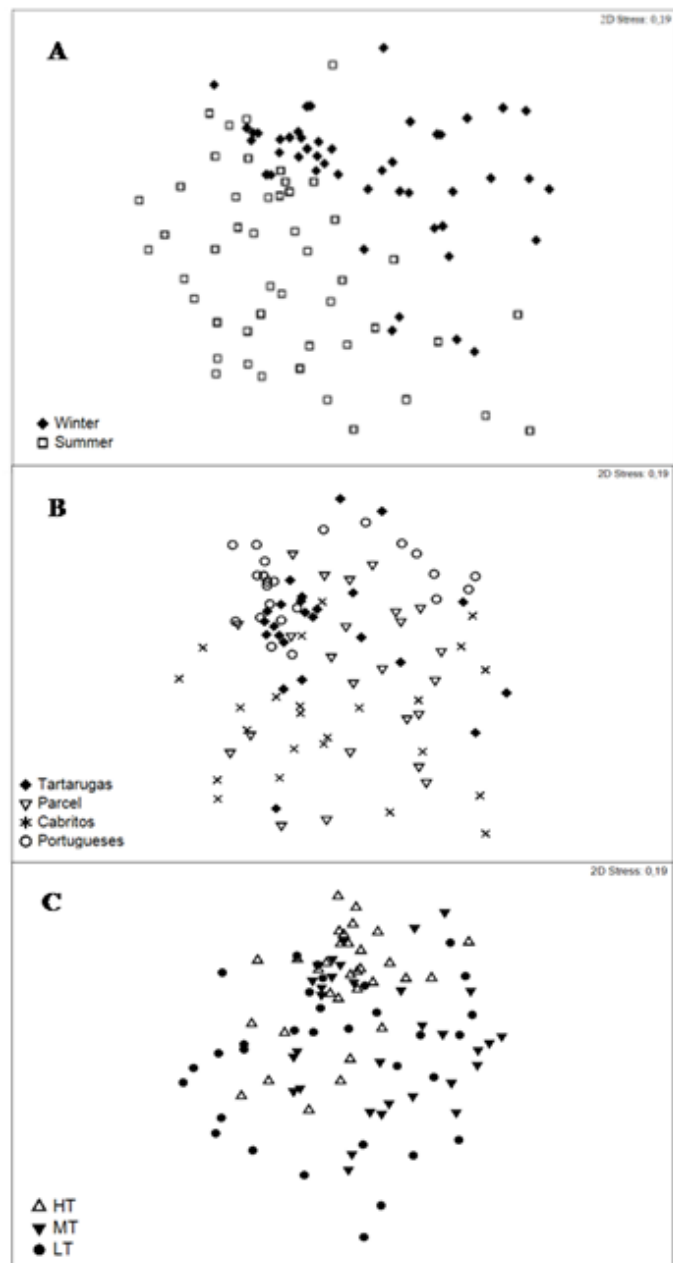 2D Stress: 0,19
A
Winter
Summer
2D Stress: 0,19
B
Tartarugas
Parcel
Cabritos
Portugueses
2D Stress: 0,19
C
HT
MT
LT